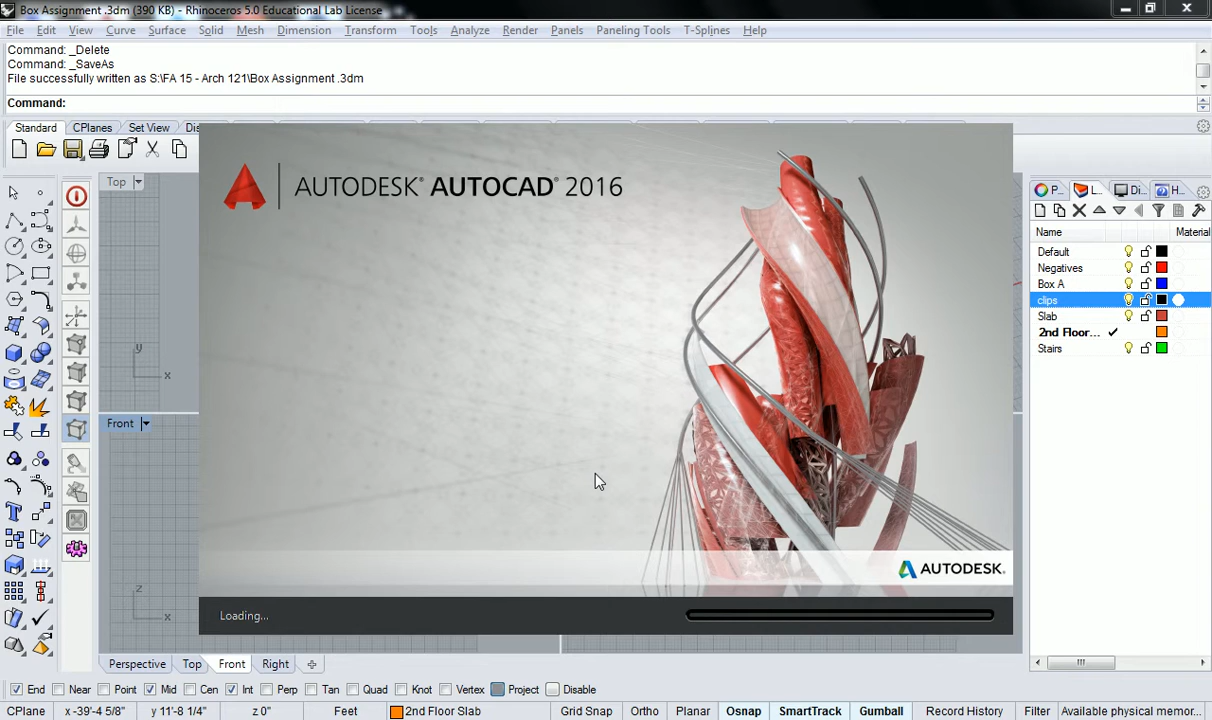 Box Assignment .3dm (390 KB) - Rhinoceros 5.0 Educational Lab License
File Edit View Curve Surface Solid Mesh Dimension Transform Tools Analyze Render Panels Paneling Tools T-Splines Help
Command: _Delete
Command: _SaveAs
File successfully written as S:\FA 15 - Arch 121\Box Assignment .3dm
Command:
Standard CPlanes Set View
Top
AUTODESK® AUTOCAD® 2016
P... L... Di... H...
Name Material
Default
Negatives
Box A
clips
Slab
2nd Floor...
Stairs
y
x
Front
z
x
AUTODESK.
Loading...
Perspective Top Front Right
End Near Point Mid Cen Int Perp Tan Quad Knot Vertex Project Disable
CPlane x -39'-4 5/8" y 11'-8 1/4" z 0" Feet 2nd Floor Slab Grid Snap Ortho Planar Osnap SmartTrack Gumball Record History Filter Available physical memor...